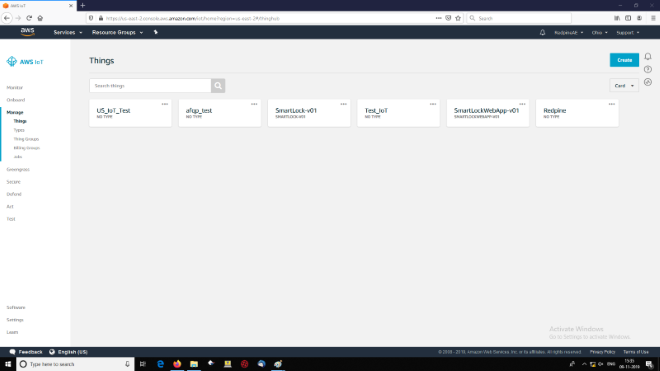 AWS IoT
https://us-east-2.console.aws.amazon.com/iot/home?region=us-east-2#/thinghub
Search
aws
Services
Resource Groups
Ohio
Support
AWS IoT
Things
Create
Search things
Card
Monitor
Onboard
Manage
Things
Types
Thing Groups
Billing Groups
Jobs
Greengrass
Secure
Defend
Act
Test
US_IoT_Test
NO TYPE
afqp_test
NO TYPE
SmartLock-v01
SMARTLOCK-V01
Test_IoT
NO TYPE
SmartLockWebApp-v01
SMARTLOCKWEBAPP-V01
Redpine
NO TYPE
Software
Settings
Learn
Activate Windows
Go to Settings to activate Windows.
Feedback
English (US)
© 2008 - 2019, Amazon Web Services, Inc. or its affiliates. All rights reserved.
Privacy Policy
Terms of Use
Type here to search
ENG
15:05
08-11-2019